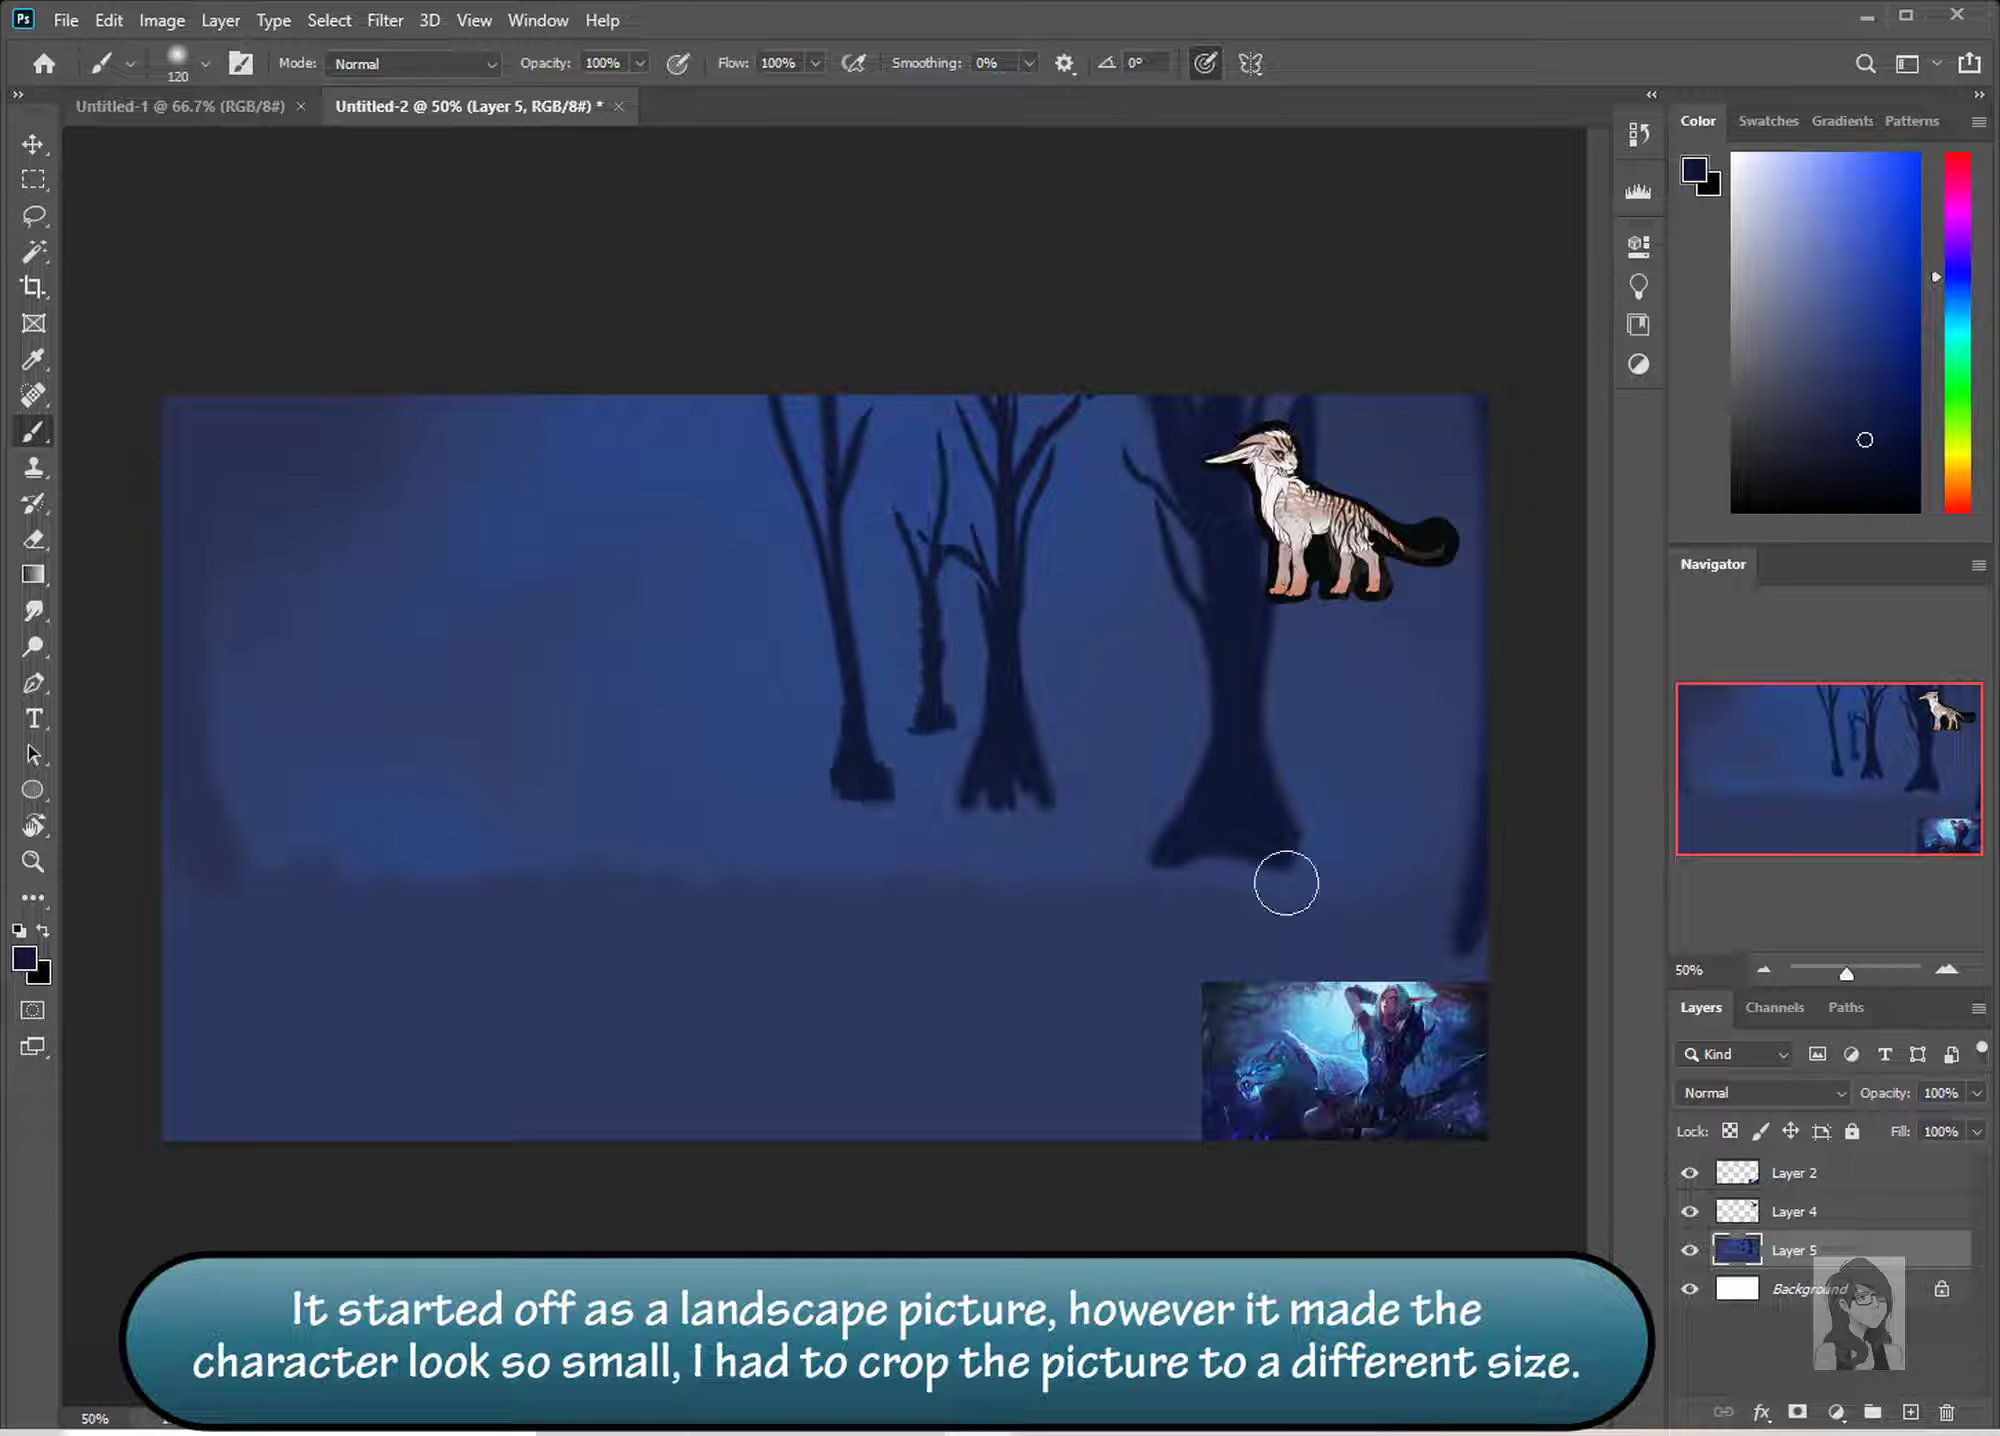 Ps File Edit Image Layer Type Select Filter 3D View Window Help
120 Mode: Normal Opacity: 100% Flow: 100% Smoothing: 0% 0°
Untitled-1 @ 66.7% (RGB/8#) × Untitled-2 @ 50% (Layer 5, RGB/8#) * ×
Color Swatches Gradients Patterns
Navigator
50%
Layers Channels Paths
Kind
Normal Opacity: 100%
Lock: Fill: 100%
Layer 2
Layer 4
Layer 5
Background
It started off as a landscape picture, however it made the
character look so small, I had to crop the picture to a different size.
50%